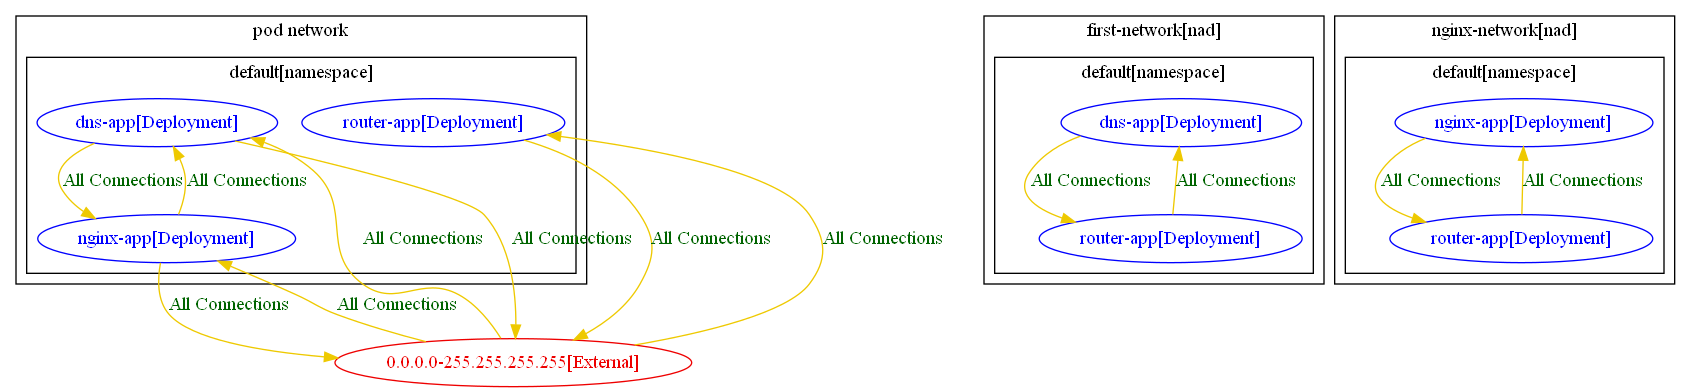 pod network
default[namespace]
dns-app[Deployment]
router-app[Deployment]
All Connections
All Connections
nginx-app[Deployment]
All Connections
All Connections
All Connections
All Connections
All Connections
All Connections
0.0.0.0-255.255.255.255[External]
first-network[nad]
default[namespace]
dns-app[Deployment]
All Connections
All Connections
router-app[Deployment]
nginx-network[nad]
default[namespace]
nginx-app[Deployment]
All Connections
All Connections
router-app[Deployment]